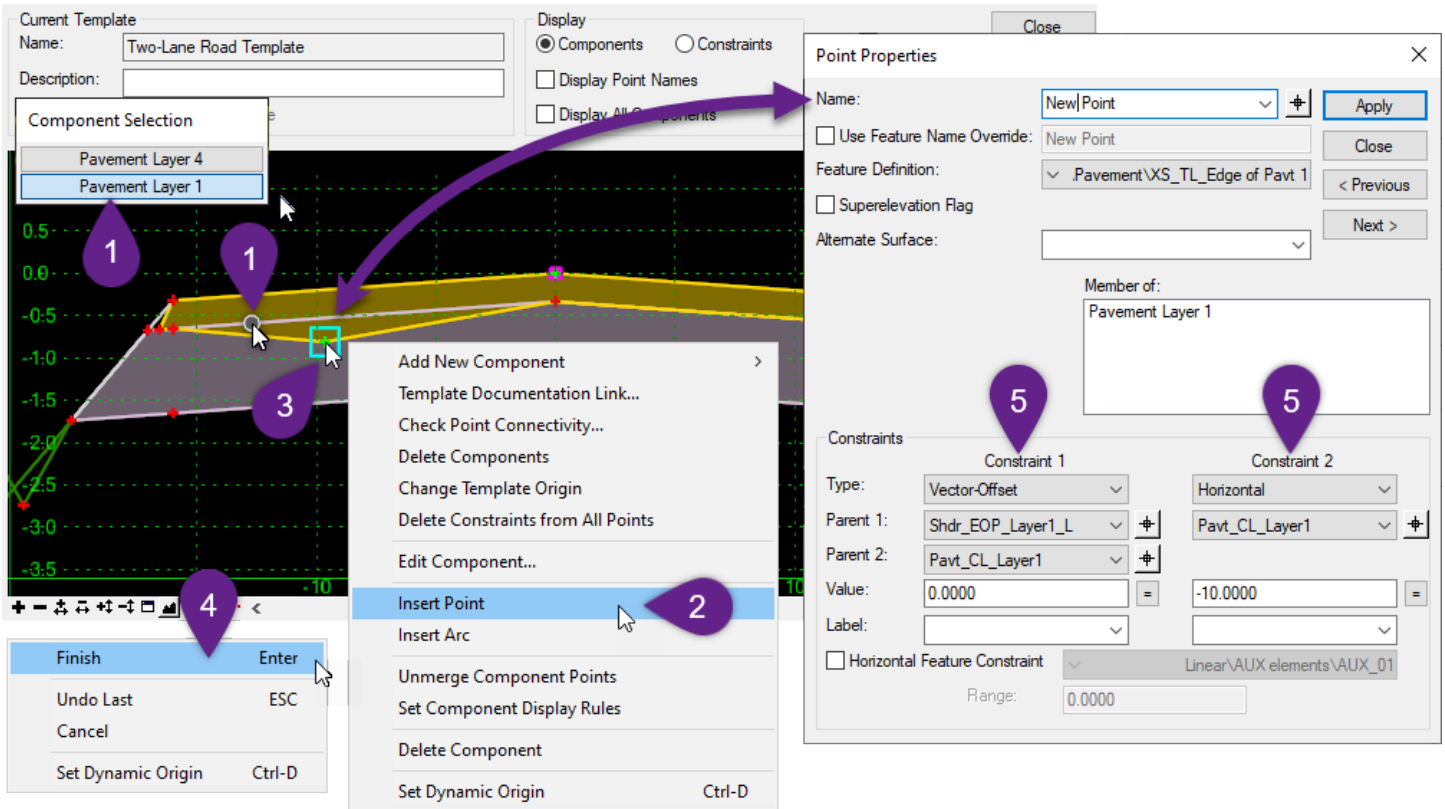 Current Template
Name:
Two-Lane Road Template
Description:
Display
Components
Constraints
Display Point Names
Display All Components
Close
Component Selection
Pavement Layer 4
Pavement Layer 1
1
1
0.5
0.0
-0.5
-1.0
-1.5
-2.0
-2.5
-3.0
-3.5
-10
10
3
Add New Component
Template Documentation Link...
Check Point Connectivity...
Delete Components
Change Template Origin
Delete Constraints from All Points
Edit Component...
Insert Point
2
Insert Arc
Unmerge Component Points
Set Component Display Rules
Delete Component
Set Dynamic Origin Ctrl-D
4
Finish Enter
Undo Last ESC
Cancel
Set Dynamic Origin Ctrl-D
Point Properties
Name:
New Point
Apply
Use Feature Name Override:
New Point
Close
Feature Definition:
.Pavement\XS_TL_Edge of Pavt 1
< Previous
Superelevation Flag
Next >
Alternate Surface:
Member of:
Pavement Layer 1
5
5
Constraints
Constraint 1
Constraint 2
Type:
Vector-Offset
Horizontal
Parent 1:
Shdr_EOP_Layer1_L
Pavt_CL_Layer1
Parent 2:
Pavt_CL_Layer1
Value:
0.0000
=
-10.0000
=
Label:
Horizontal Feature Constraint
Linear\AUX elements\AUX_01
Range:
0.0000